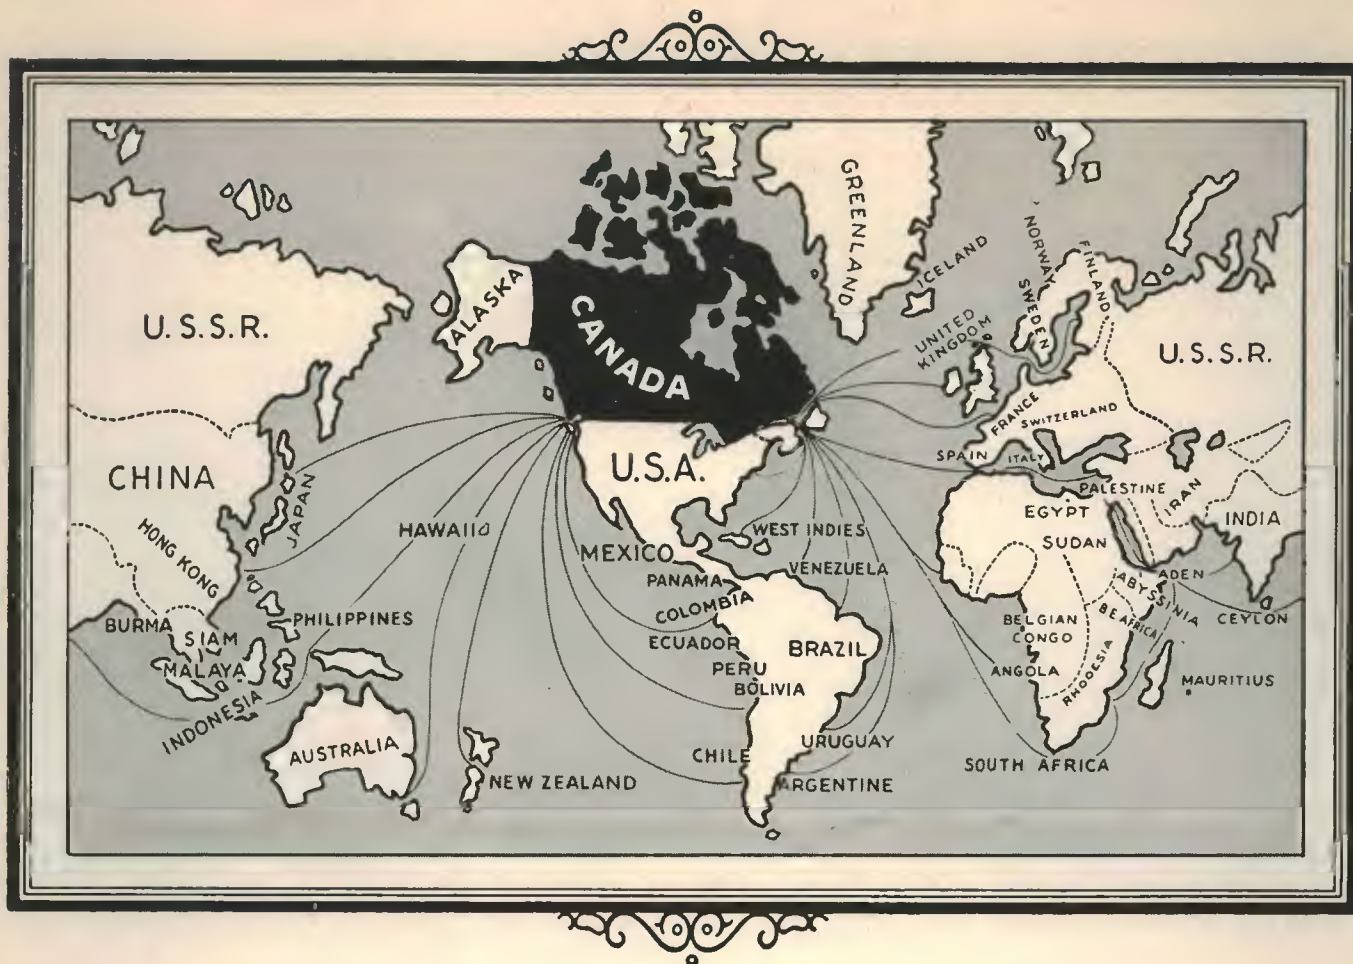 GREENLAND
ICELAND
NORWAY
FINLAND
SWEDEN
ALASKA
CANADA
UNITED
KINGDOM
U.S.S.R.
U.S.S.R.
FRANCE
SWITZERLAND
SPAIN
ITALY
CHINA
U.S.A.
JAPAN
PALESTINE
IRAN
EGYPT
INDIA
HONG KONG
HAWAII
WEST INDIES
SUDAN
MEXICO
PANAMA
VENEZUELA
ADEN
ABYSSINIA
COLOMBIA
BURMA
SIAM
PHILIPPINES
BELGIAN
CONGO
B E AFRICA
CEYLON
ECUADOR
BRAZIL
MALAYA
PERU
BOLIVIA
ANGOLA
RHODESIA
MAURITIUS
INDONESIA
AUSTRALIA
CHILE
URUGUAY
SOUTH AFRICA
NEW ZEALAND
ARGENTINE